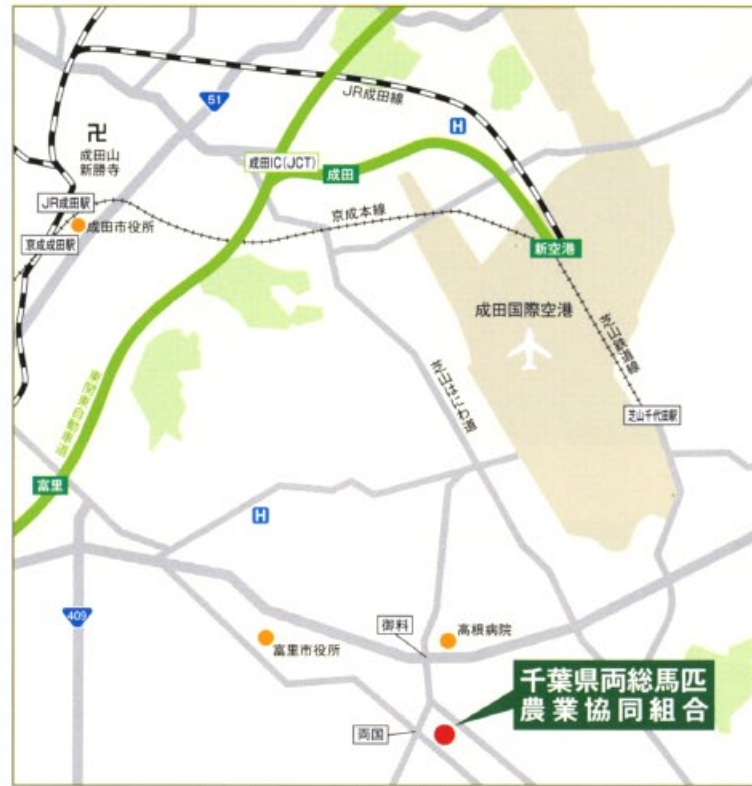 JR成田線
51
H
卍
成田山
新勝寺
成田IC(JCT)
成田
JR成田駅
京成本線
成田市役所
京成成田駅
新空港
成田国際空港
芝山鉄道線
芝山はにわ道
東関東自動車道
芝山千代田駅
富里
H
409
御料
高根病院
富里市役所
千葉県両総馬匹
農業協同組合
両国